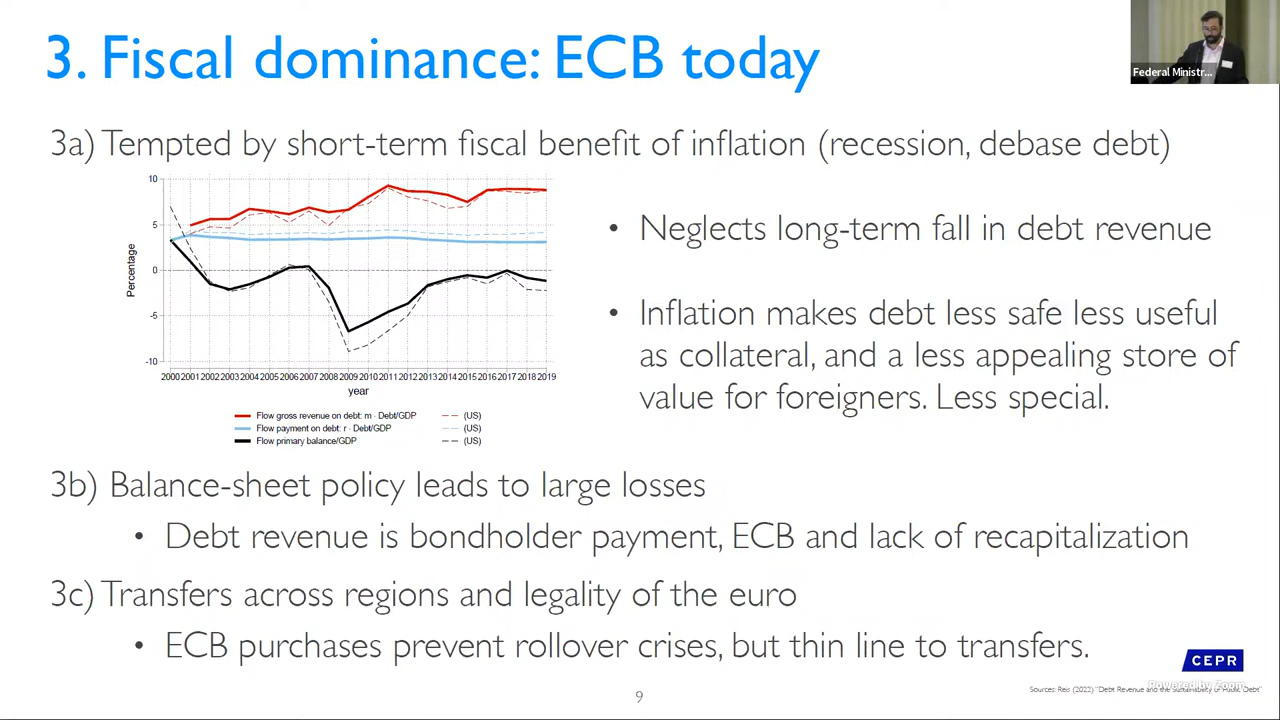 3. Fiscal dominance: ECB today
Federal Ministr...
3a) Tempted by short-term fiscal benefit of inflation (recession, debase debt)
10
5
0
-5
-10
Percentage
2000 2001 2002 2003 2004 2005 2006 2007 2008 2009 2010 2011 2012 2013 2014 2015 2016 2017 2018 2019
year
Flow gross revenue on debt: m · Debt/GDP (US)
Flow payment on debt: r · Debt/GDP (US)
Flow primary balance/GDP (US)
• Neglects long-term fall in debt revenue
• Inflation makes debt less safe less useful
as collateral, and a less appealing store of
value for foreigners. Less special.
3b) Balance-sheet policy leads to large losses
• Debt revenue is bondholder payment, ECB and lack of recapitalization
3c) Transfers across regions and legality of the euro
• ECB purchases prevent rollover crises, but thin line to transfers.
CEPR
Powered by Zoom
Sources: Reis (2022) "Debt Revenue and the Sustainability of Public Debt"
9